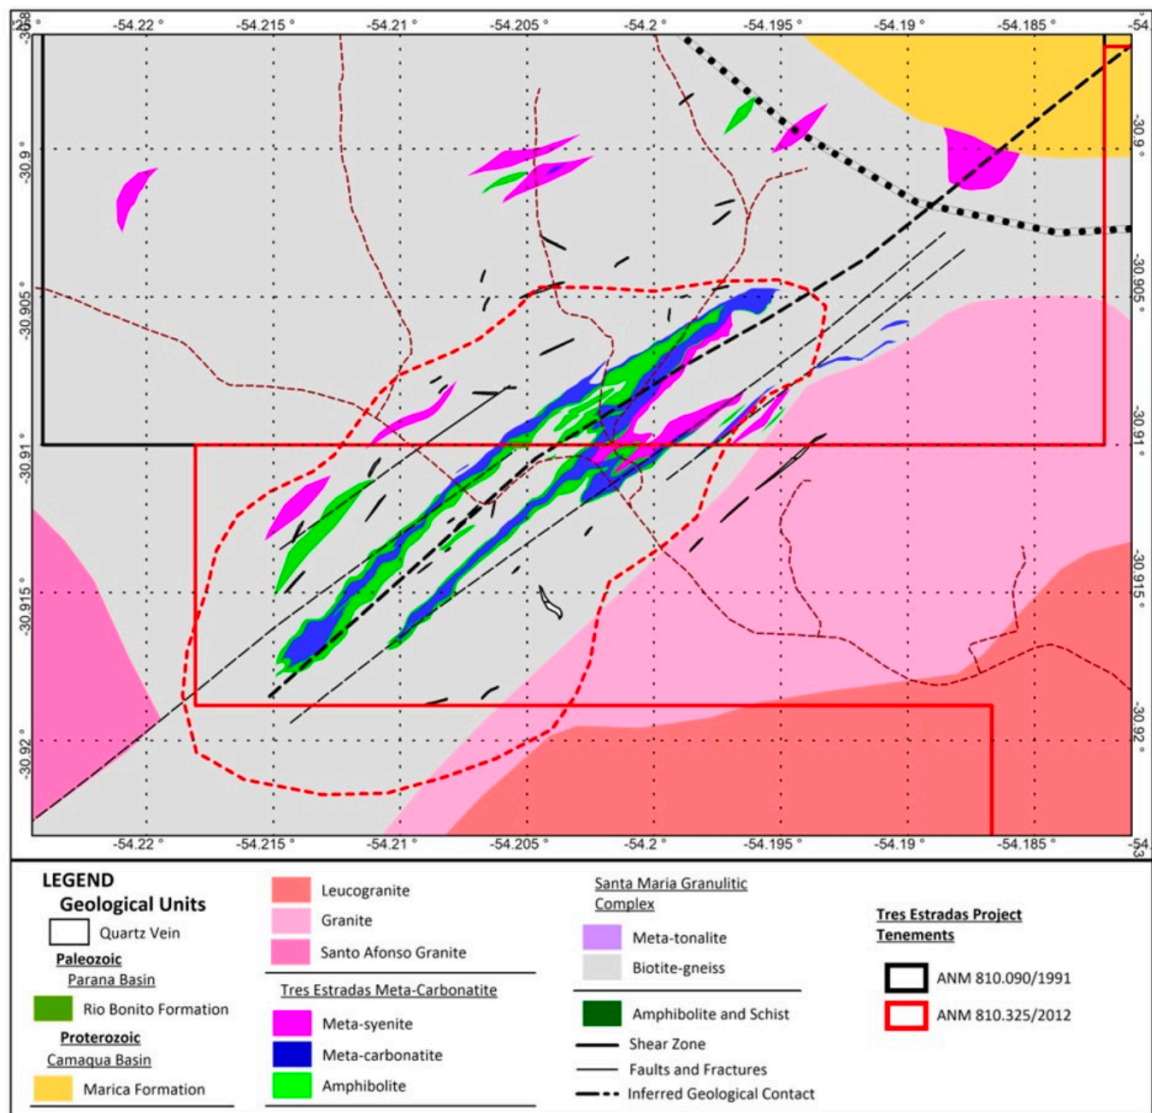 -54.22° -54.215° -54.21° -54.205° -54.2° -54.195° -54.19° -54.185° -54.
-30.9° -30.9°
-30.905° -30.905°
-30.91° -30.91°
-30.915° -30.915°
-30.92° -30.92°
-54.22° -54.215° -54.21° -54.205° -54.2° -54.195° -54.19° -54.185° -54.
LEGEND
Geological Units
Quartz Vein
Paleozoic
Parana Basin
Rio Bonito Formation
Proterozoic
Camaqua Basin
Marica Formation
Leucogranite
Granite
Santo Afonso Granite
Tres Estradas Meta-Carbonatite
Meta-syenite
Meta-carbonatite
Amphibolite
Santa Maria Granulitic
Complex
Meta-tonalite
Biotite-gneiss
Amphibolite and Schist
Shear Zone
Faults and Fractures
Inferred Geological Contact
Tres Estradas Project
Tenements
ANM 810.090/1991
ANM 810.325/2012